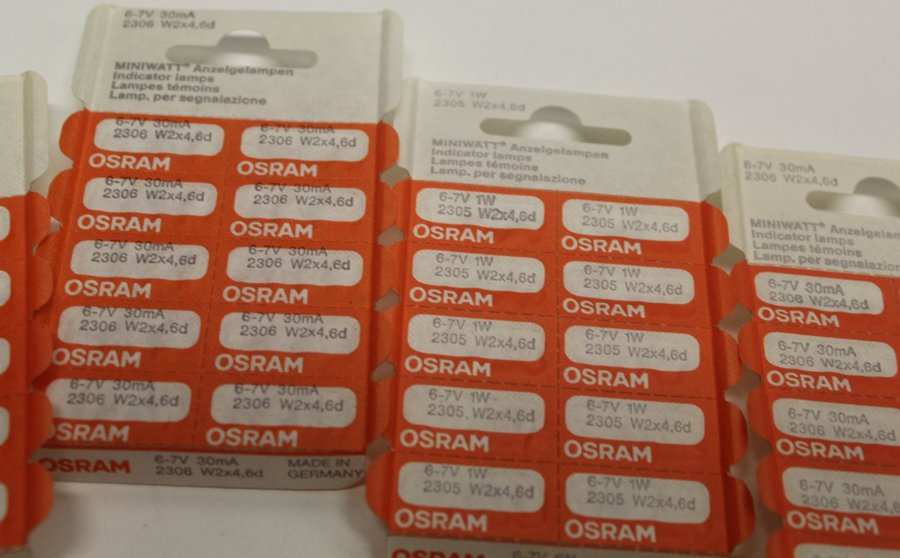 6-7V 30mA
2306 W2x4,6d
MINIWATT® Anzeigelampen
Indicator lamps
Lampes témoins
Lamp. per segnalazione
6-7V 30mA
2306 W2x4,6d
OSRAM
6-7V 30mA
2306 W2x4,6d
OSRAM
6-7V 30mA
2306 W2x4,6d
OSRAM
6-7V 30mA
2306 W2x4,6d
OSRAM
6-7V 30mA
2306 W2x4,6d
OSRAM
6-7V 30mA
2306 W2x4,6d
OSRAM
6-7V 30mA
2306 W2x4,6d
OSRAM
6-7V 30mA
2306 W2x4,6d
OSRAM
6-7V 30mA
2306 W2x4,6d
OSRAM
6-7V 30mA
2306 W2x4,6d
OSRAM
OSRAM
6-7V 30mA
2306 W2x4,6d
MADE IN
GERMANY
6-7V 1W
2306 W2x4,6d
MINIWATT® Anzeigelampen
Indicator lamps
Lampes témoins
Lamp. per segnalazione
6-7V 1W
2305 W2x4,6d
OSRAM
6-7V 1W
2305 W2x4,6d
OSRAM
6-7V 1W
2305 W2x4,6d
OSRAM
6-7V 1W
2305 W2x4,6d
OSRAM
6-7V 1W
2305 W2x4,6d
OSRAM
6-7V 1W
2305 W2x4,6d
OSRAM
6-7V 1W
2305 W2x4,6d
OSRAM
6-7V 1W
2305 W2x4,6d
OSRAM
6-7V 1W
2305 W2x4,6d
OSRAM
6-7V 1W
2305 W2x4,6d
OSRAM
OSRAM
6-7V 30mA
2306 W2x4,6d
MINIWATT® Anzeigelam
Indicator lamps
Lampes témoins
Lamp. per segnalazion
6-7V 30mA
2306 W2x4,6d
OSRAM
6-7V 30mA
2306 W2x4,6d
OSRAM
6-7V 30mA
2306 W2x4,6d
OSRAM
6-7V 30mA
2306 W2x4,6
OSRAM